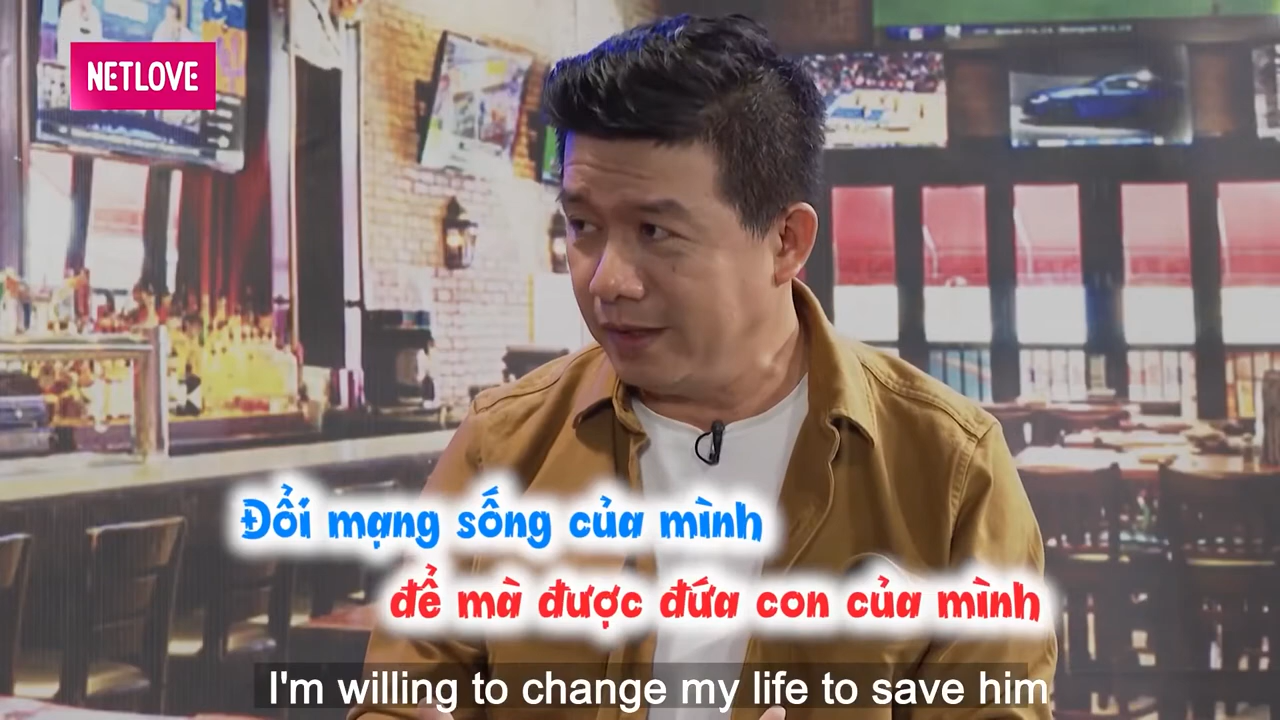 NETLOVE
Đổi mạng sống của mình
để mà được đứa con của mình
I'm willing to change my life to save him